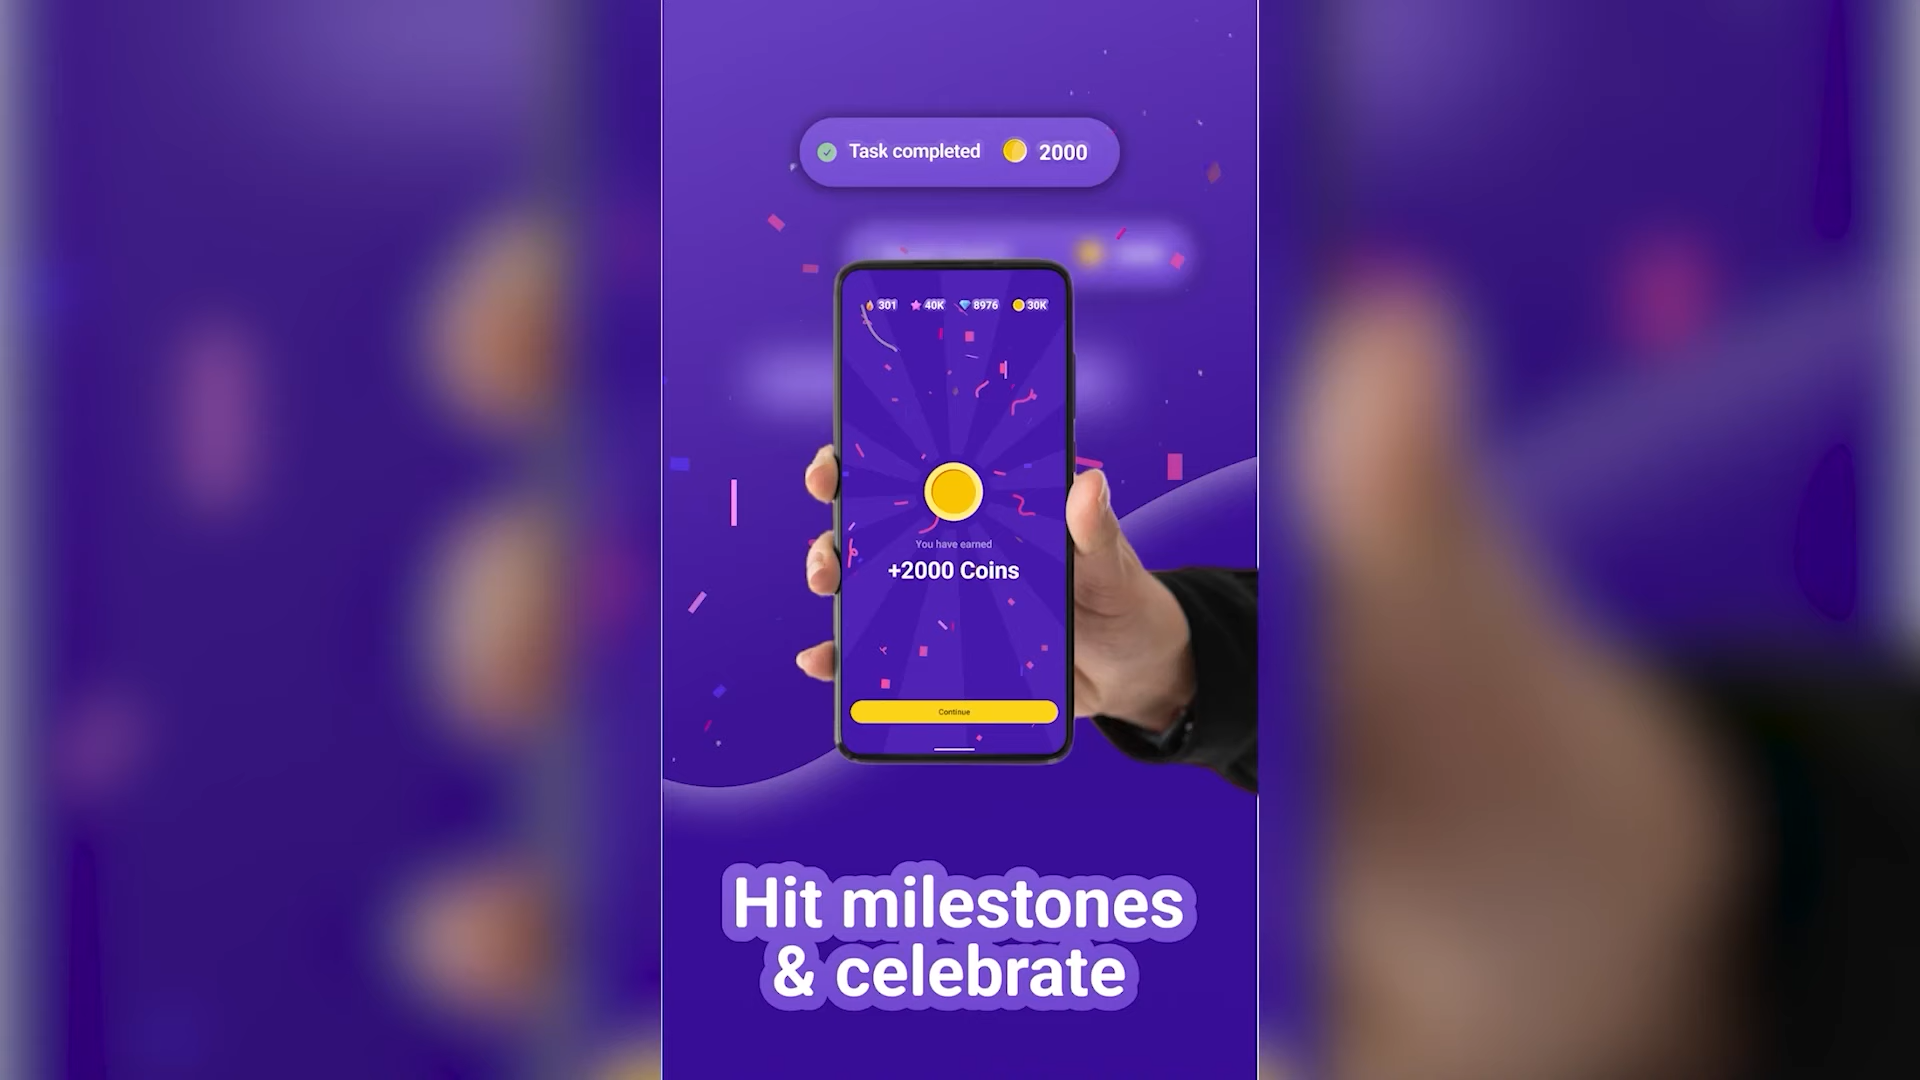 Task completed 2000
301 40K 8976 30K
You have earned
+2000 Coins
Continue
Hit milestones
& celebrate